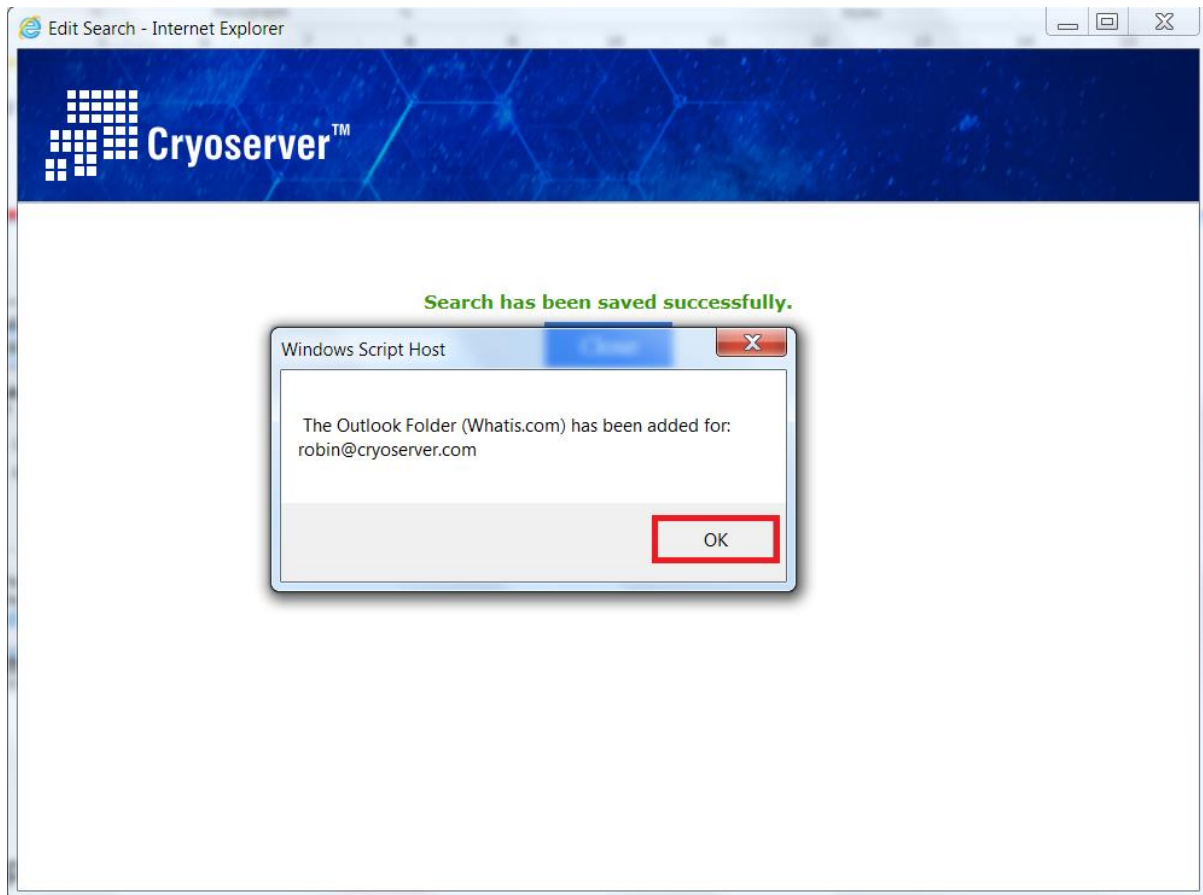 Edit Search - Internet Explorer
Cryoserver™
Search has been saved successfully.
Windows Script Host
Close
The Outlook Folder (Whatis.com) has been added for:
robin@cryoserver.com
OK